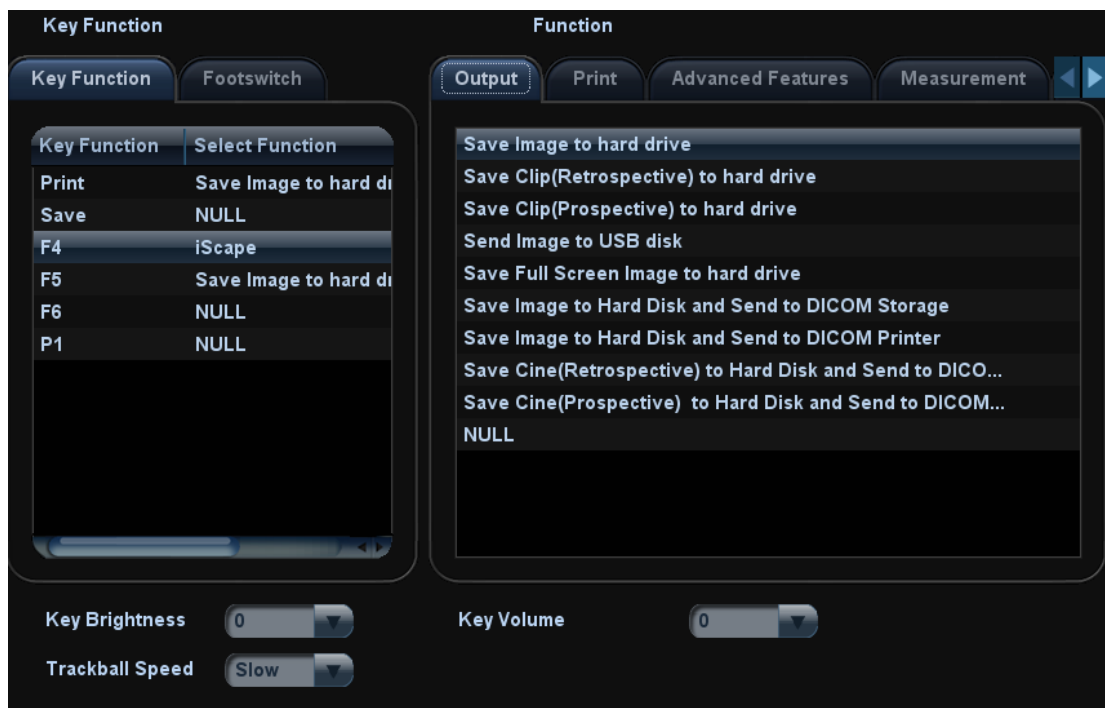 Key Function
Function
Key Function
Footswitch
Output
Print
Advanced Features
Measurement
Key Function Select Function
Print Save Image to hard
Save NULL
F4 iScape
F5 Save Image to hard
F6 NULL
P1 NULL
Save Image to hard drive
Save Clip(Retrospective) to hard drive
Save Clip(Prospective) to hard drive
Send Image to USB disk
Save Full Screen Image to hard drive
Save Image to Hard Disk and Send to DICOM Storage
Save Image to Hard Disk and Send to DICOM Printer
Save Cine(Retrospective) to Hard Disk and Send to DICO...
Save Cine(Prospective) to Hard Disk and Send to DICOM...
NULL
Key Brightness 0
Key Volume 0
Trackball Speed Slow